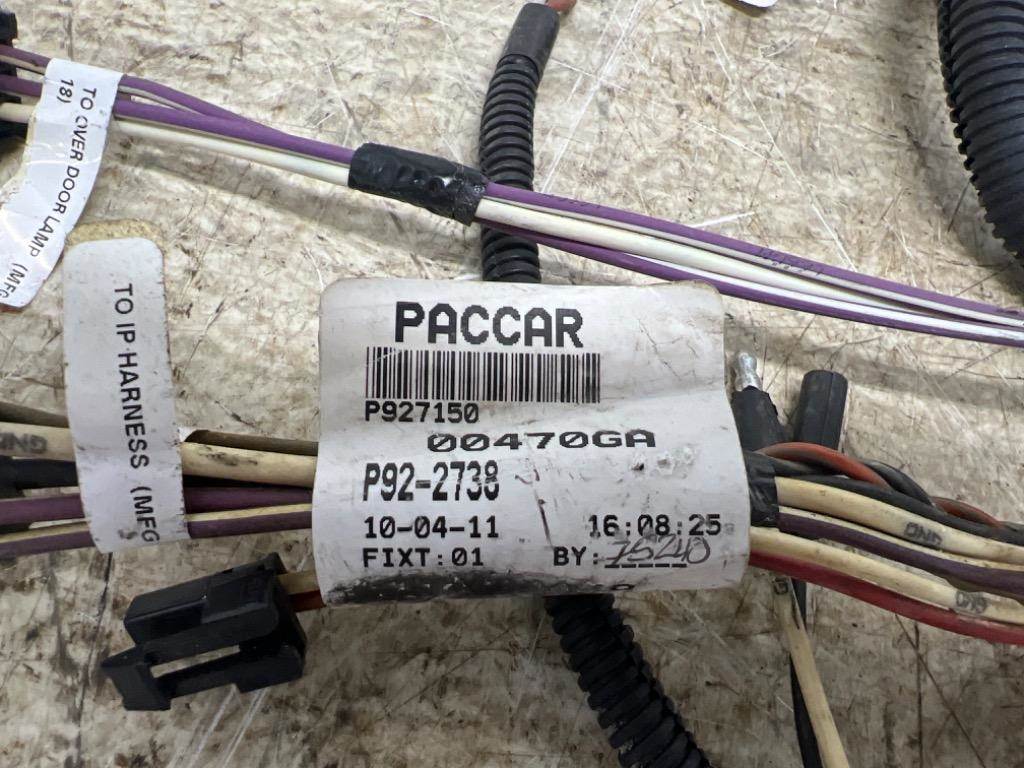 TO OVER DOOR LAMP (MFG
18)
TO IP HARNESS (MFG
PACCAR
P927150
00470GA
P92-2738
10-04-11 16:08:25
FIXT:01 BY: 75240
GND
GND
GND